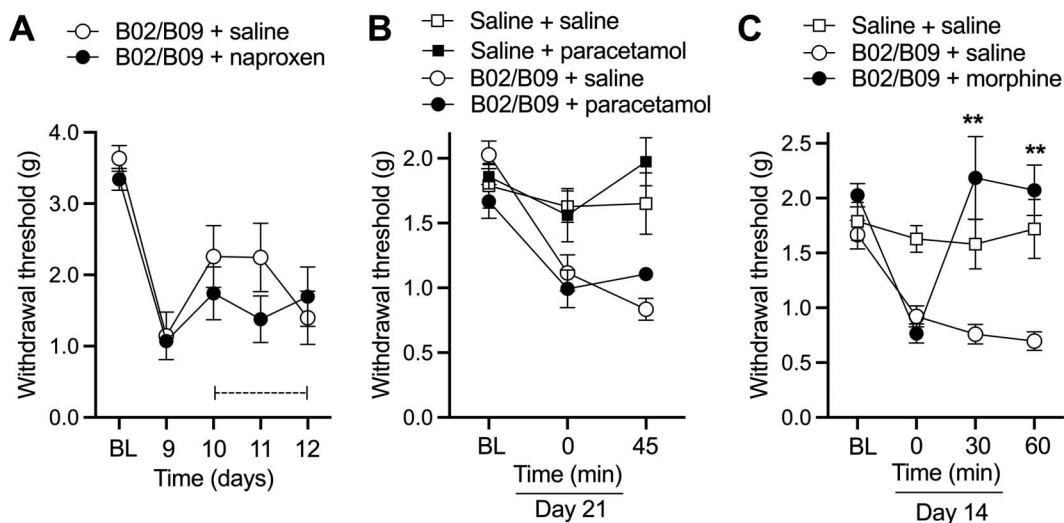 A
B02/B09 + saline
B02/B09 + naproxen
Withdrawal threshold (g)
4.0
3.0
2.0
1.0
0.0
BL 9 10 11 12
Time (days)
B
Saline + saline
Saline + paracetamol
B02/B09 + saline
B02/B09 + paracetamol
Withdrawal threshold (g)
2.0
1.5
1.0
0.5
0.0
BL 0 45
Time (min)
Day 21
C
Saline + saline
B02/B09 + saline
B02/B09 + morphine
** **
Withdrawal threshold (g)
2.5
2.0
1.5
1.0
0.5
0.0
BL 0 30 60
Time (min)
Day 14